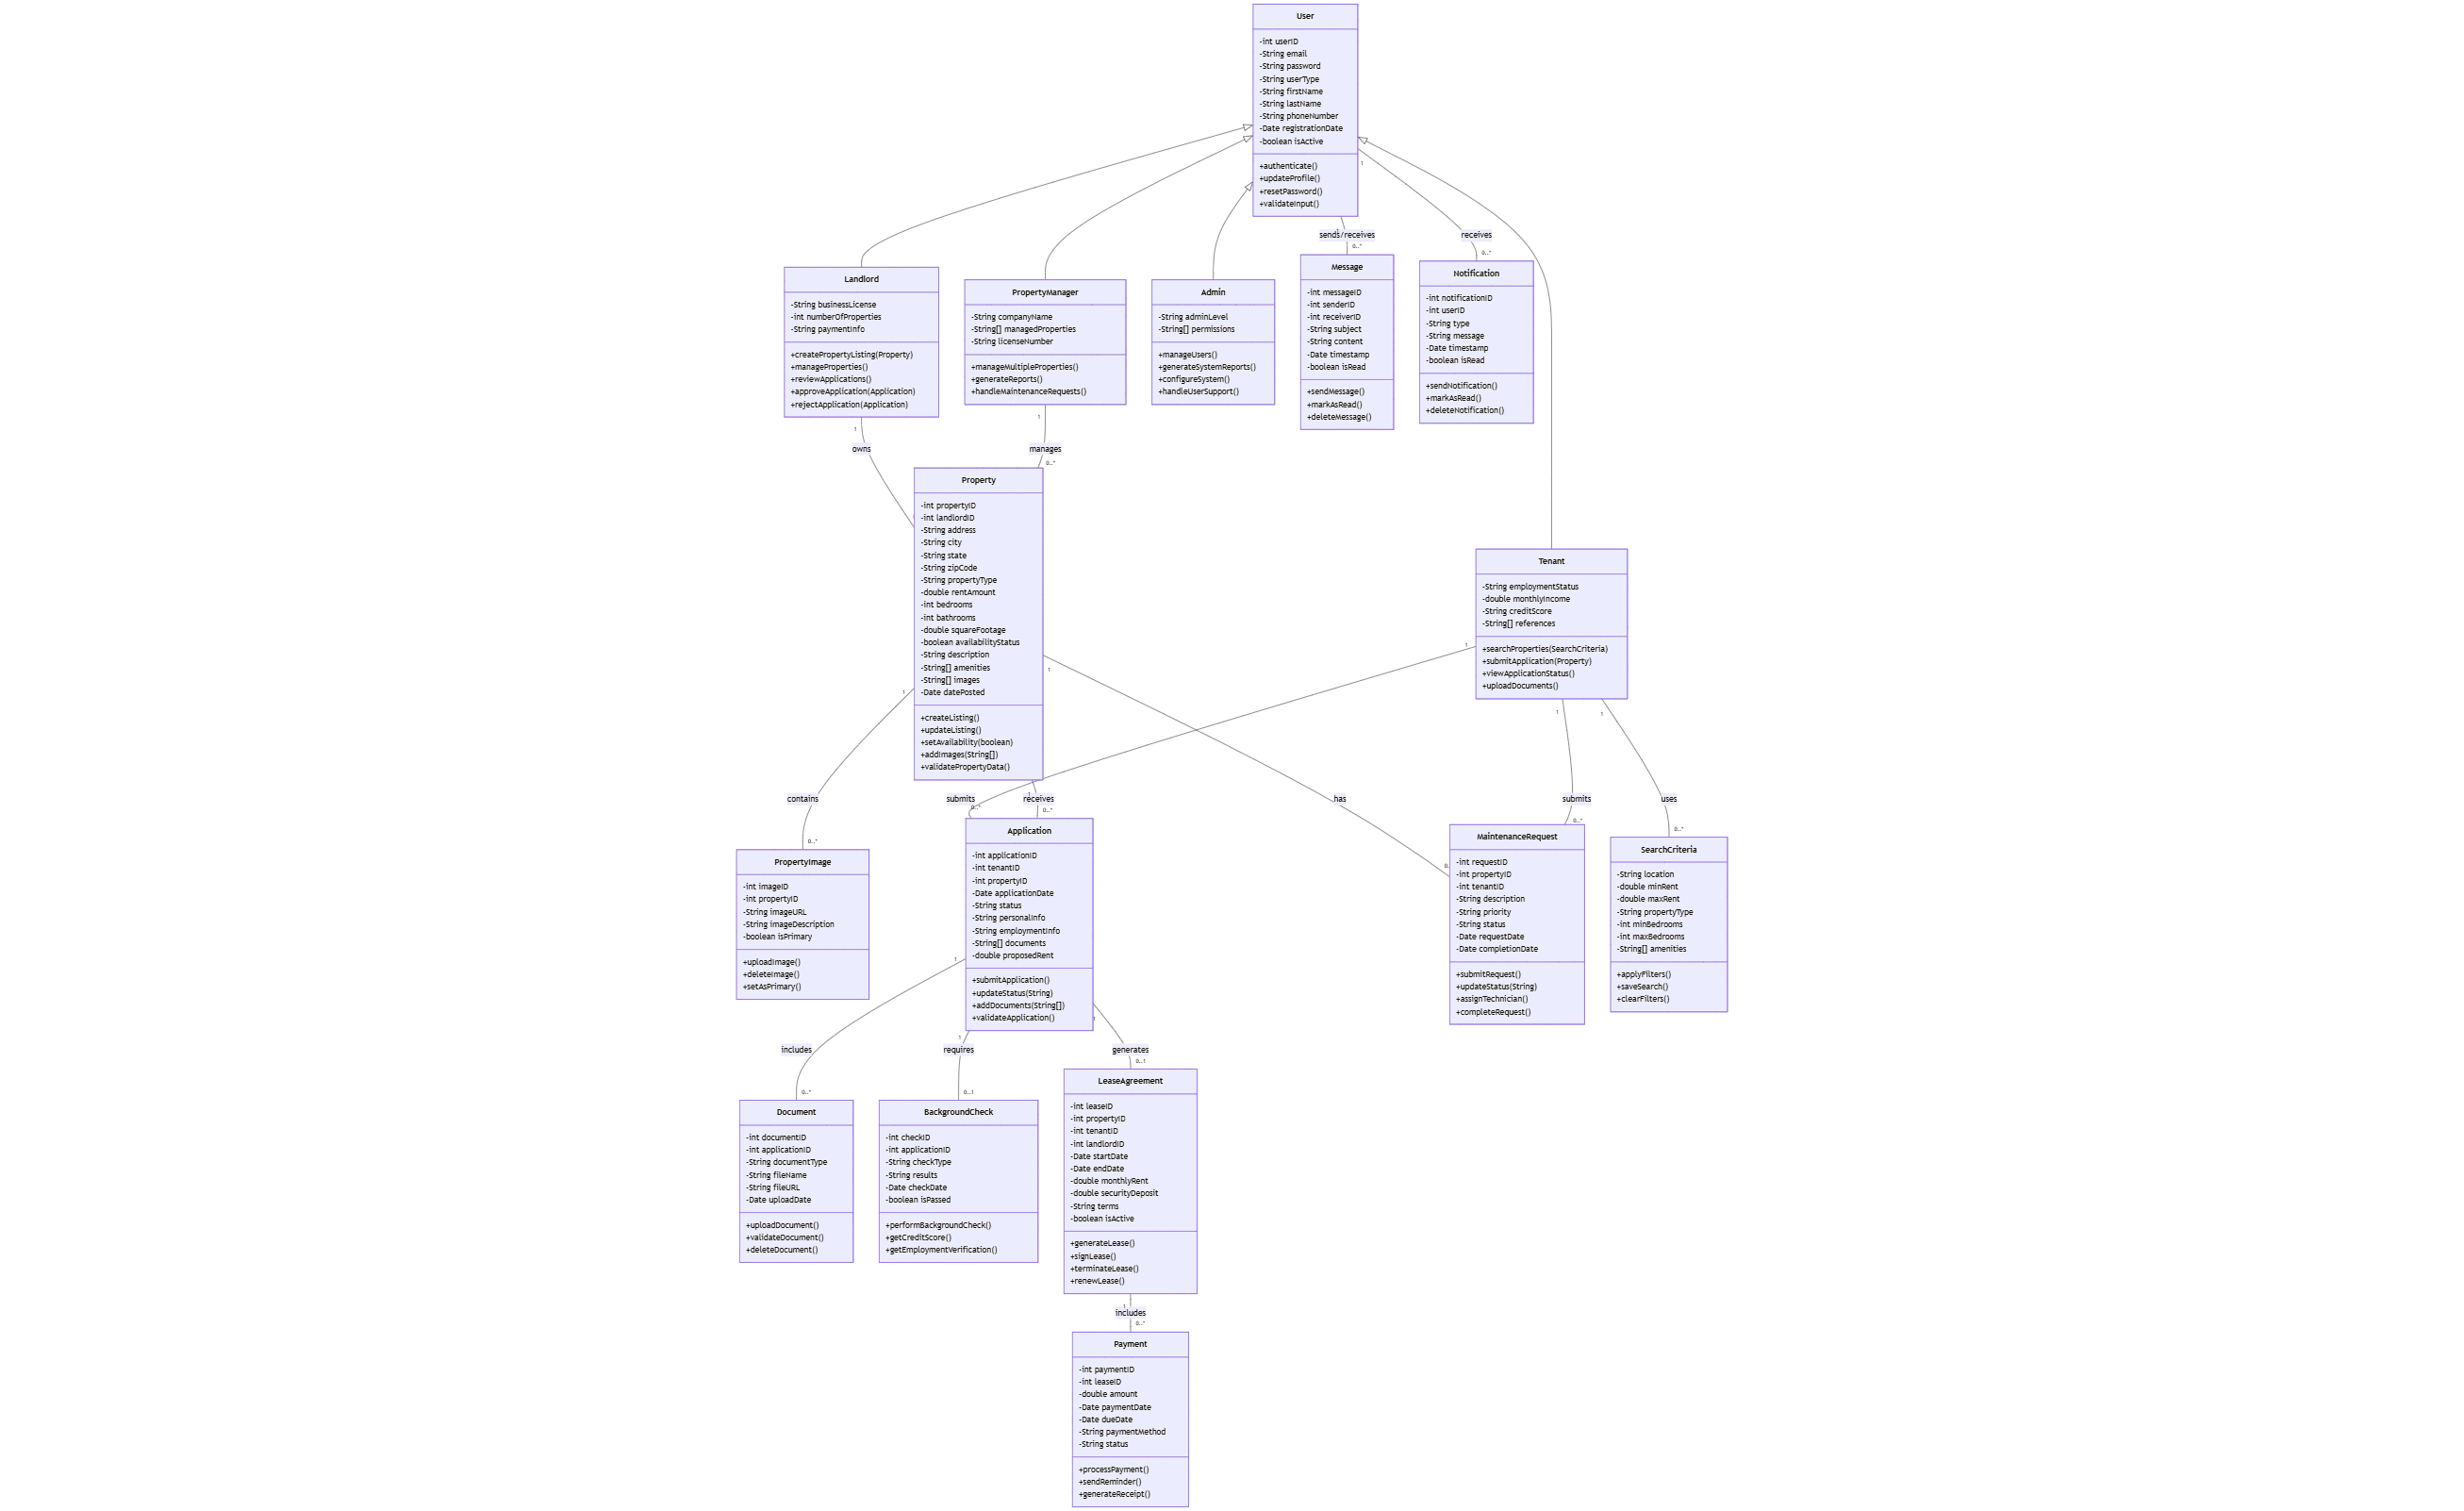 User
-int userID
-String email
-String password
-String userType
-String firstName
-String lastName
-String phoneNumber
-Date registrationDate
-boolean isActive
+authenticate()
+updateProfile()
+resetPassword()
+validateInput()
1
1
sends/receives
0..*
receives
0..*
Landlord
-String businessLicense
-int numberOfProperties
-String paymentInfo
+createPropertyListing(Property)
+manageProperties()
+reviewApplications()
+approveApplication(Application)
+rejectApplication(Application)
PropertyManager
-String companyName
-String[] managedProperties
-String licenseNumber
+manageMultipleProperties()
+generateReports()
+handleMaintenanceRequests()
Admin
-String adminLevel
-String[] permissions
+manageUsers()
+generateSystemReports()
+configureSystem()
+handleUserSupport()
Message
-int messageID
-int senderID
-int receiverID
-String subject
-String content
-Date timestamp
-boolean isRead
+sendMessage()
+markAsRead()
+deleteMessage()
Notification
-int notificationID
-int userID
-String type
-String message
-Date timestamp
-boolean isRead
+sendNotification()
+markAsRead()
+deleteNotification()
1
owns
1
manages
0..*
Property
-int propertyID
-int landlordID
-String address
-String city
-String state
-String zipCode
-String propertyType
-double rentAmount
-int bedrooms
-int bathrooms
-double squareFootage
-boolean availabilityStatus
-String description
-String[] amenities
-String[] images
-Date datePosted
+createListing()
+updateListing()
+setAvailability(boolean)
+addImages(String[])
+validatePropertyData()
Tenant
-String employmentStatus
-double monthlyIncome
-String creditScore
-String[] references
+searchProperties(SearchCriteria)
+submitApplication(Property)
+viewApplicationStatus()
+uploadDocuments()
1
1
1
1
1
1
contains
0..*
submits
0..*
receives
0..*
has
0..
submits
0..*
uses
0..*
PropertyImage
-int imageID
-int propertyID
-String imageURL
-String imageDescription
-boolean isPrimary
+uploadImage()
+deleteImage()
+setAsPrimary()
Application
-int applicationID
-int tenantID
-int propertyID
-Date applicationDate
-String status
-String personalInfo
-String employmentInfo
-String[] documents
-double proposedRent
+submitApplication()
+updateStatus(String)
+addDocuments(String[])
+validateApplication()
MaintenanceRequest
-int requestID
-int propertyID
-int tenantID
-String description
-String priority
-String status
-Date requestDate
-Date completionDate
+submitRequest()
+updateStatus(String)
+assignTechnician()
+completeRequest()
SearchCriteria
-String location
-double minRent
-double maxRent
-String propertyType
-int minBedrooms
-int maxBedrooms
-String[] amenities
+applyFilters()
+saveSearch()
+clearFilters()
1
includes
0..*
1
requires
0..1
1
generates
0..1
Document
-int documentID
-int applicationID
-String documentType
-String fileName
-String fileURL
-Date uploadDate
+uploadDocument()
+validateDocument()
+deleteDocument()
BackgroundCheck
-int checkID
-int applicationID
-String checkType
-String results
-Date checkDate
-boolean isPassed
+performBackgroundCheck()
+getCreditScore()
+getEmploymentVerification()
LeaseAgreement
-int leaseID
-int propertyID
-int tenantID
-int landlordID
-Date startDate
-Date endDate
-double monthlyRent
-double securityDeposit
-String terms
-boolean isActive
+generateLease()
+signLease()
+terminateLease()
+renewLease()
1
includes
0..*
Payment
-int paymentID
-int leaseID
-double amount
-Date paymentDate
-Date dueDate
-String paymentMethod
-String status
+processPayment()
+sendReminder()
+generateReceipt()